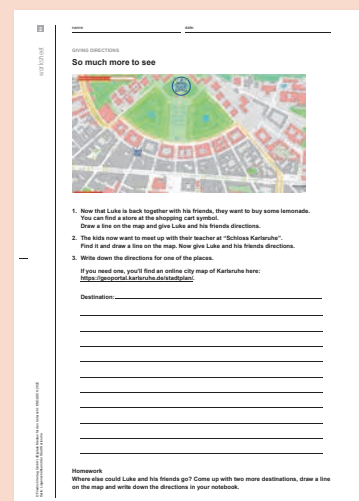 name
date
worksheet
GIVING DIRECTIONS
So much more to see
1. Now that Luke is back together with his friends, they want to buy some lemonade.
You can find a store at the shopping cart symbol.
Draw a line on the map and give Luke and his friends directions.
2. The kids now want to meet up with their teacher at “Schloss Karlsruhe”.
Find it and draw a line on the map. Now give Luke and his friends directions.
3. Write down the directions for one of the places.
If you need one, you’ll find an online city map of Karlsruhe here:
https://geoportal.karlsruhe.de/stadtplan/.
Destination:
Homework
Where else could Luke and his friends go? Come up with two more destinations, draw a line
on the map and write down the directions in your notebook.